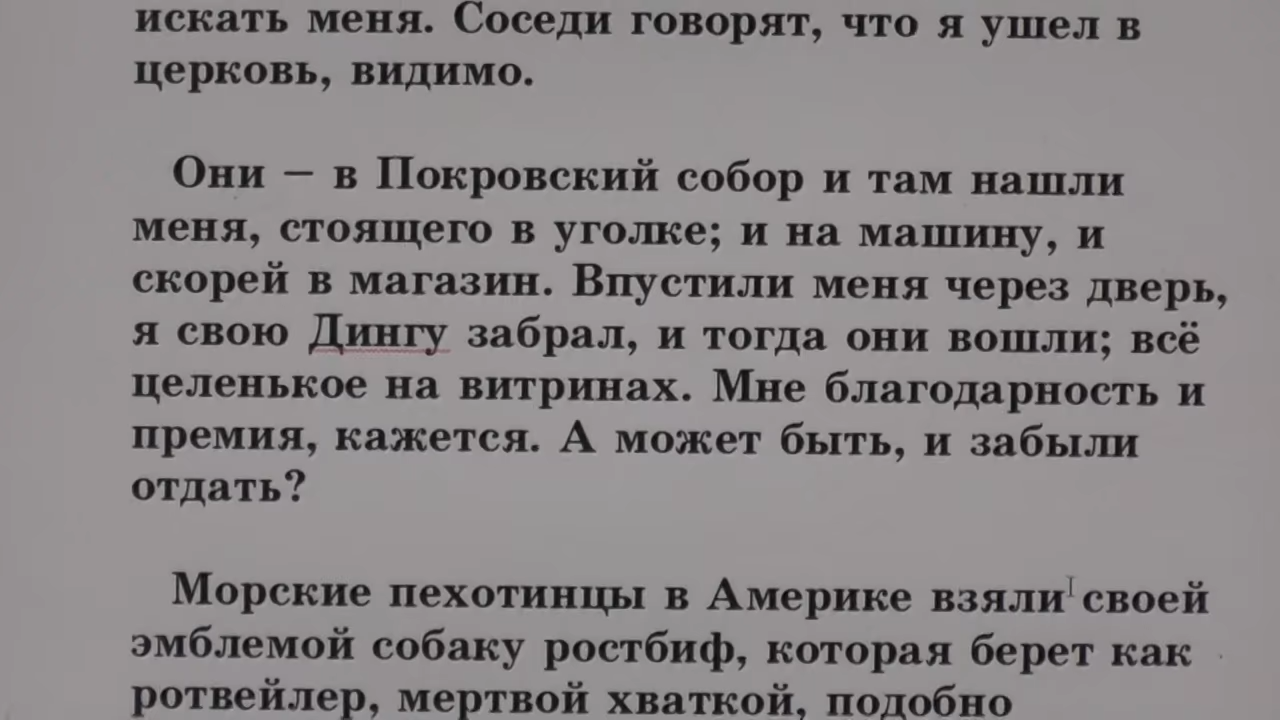 искать меня. Соседи говорят, что я ушел в
церковь, видимо.
Они – в Покровский собор и там нашли
меня, стоящего в уголке; и на машину, и
скорей в магазин. Впустили меня через дверь,
я свою Дингу забрал, и тогда они вошли; всё
целенькое на витринах. Мне благодарность и
премия, кажется. А может быть, и забыли
отдать?
Морские пехотинцы в Америке взяли своей
эмблемой собаку ростбиф, которая берет как
ротвейлер, мертвой хваткой, подобно